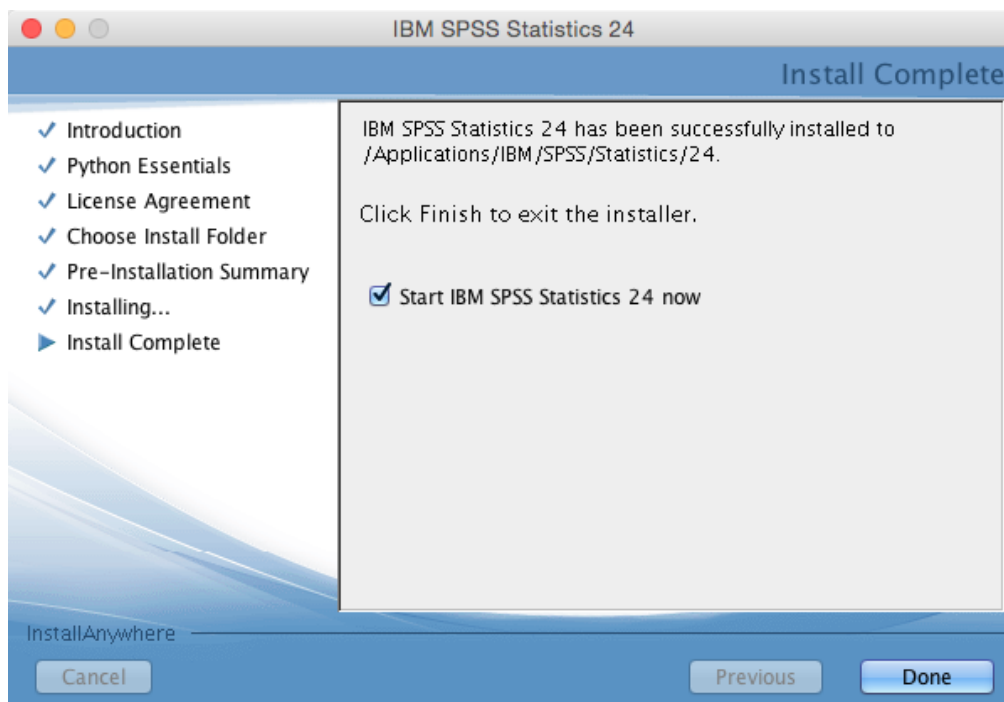 IBM SPSS Statistics 24
Install Complete
Introduction
Python Essentials
License Agreement
Choose Install Folder
Pre-Installation Summary
Installing...
Install Complete
IBM SPSS Statistics 24 has been successfully installed to
/Applications/IBM/SPSS/Statistics/24.
Click Finish to exit the installer.
Start IBM SPSS Statistics 24 now
InstallAnywhere
Cancel
Previous
Done